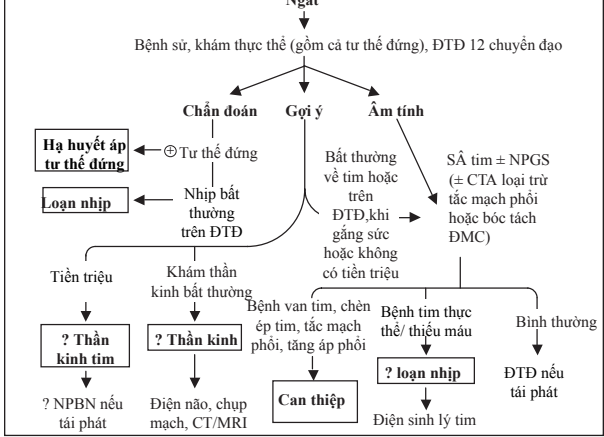 Ngất
Bệnh sử, khám thực thể (gồm cả tư thế đứng), ĐTĐ 12 chuyển đạo
Chẩn đoán
Gợi ý
Âm tính
Hạ huyết áp
tư thế đứng
⊕ Tư thế đứng
Loạn nhịp
Nhịp bất
thường
trên ĐTĐ
Bất thường
về tim hoặc
trên
ĐTĐ,khi
gắng sức
hoặc không
có tiền triệu
SÂ tim ± NPGS
(± CTA loại trừ
tắc mạch phổi
hoặc bóc tách
ĐMC)
Tiền triệu
Khám thần
kinh bất thường
Bệnh van tim, chèn
ép tim, tắc mạch
phổi, tăng áp phổi
Bệnh tim thực
thể/ thiếu máu
Bình thường
? Thần
kinh tim
? Thần kinh
Can thiệp
? loạn nhịp
ĐTĐ nếu
tái phát
? NPBN nếu
tái phát
Điện não, chụp
mạch, CT/MRI
Điện sinh lý tim